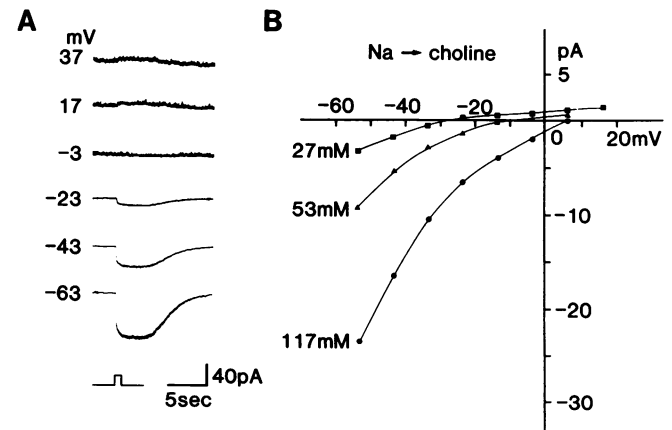 A
mV
37
17
-3
-23
-43
-63
40pA
5sec
B
Na → choline
pA
5
-60 -40 -20
0 20mV
27mM
53mM
-10
117mM
-20
-30